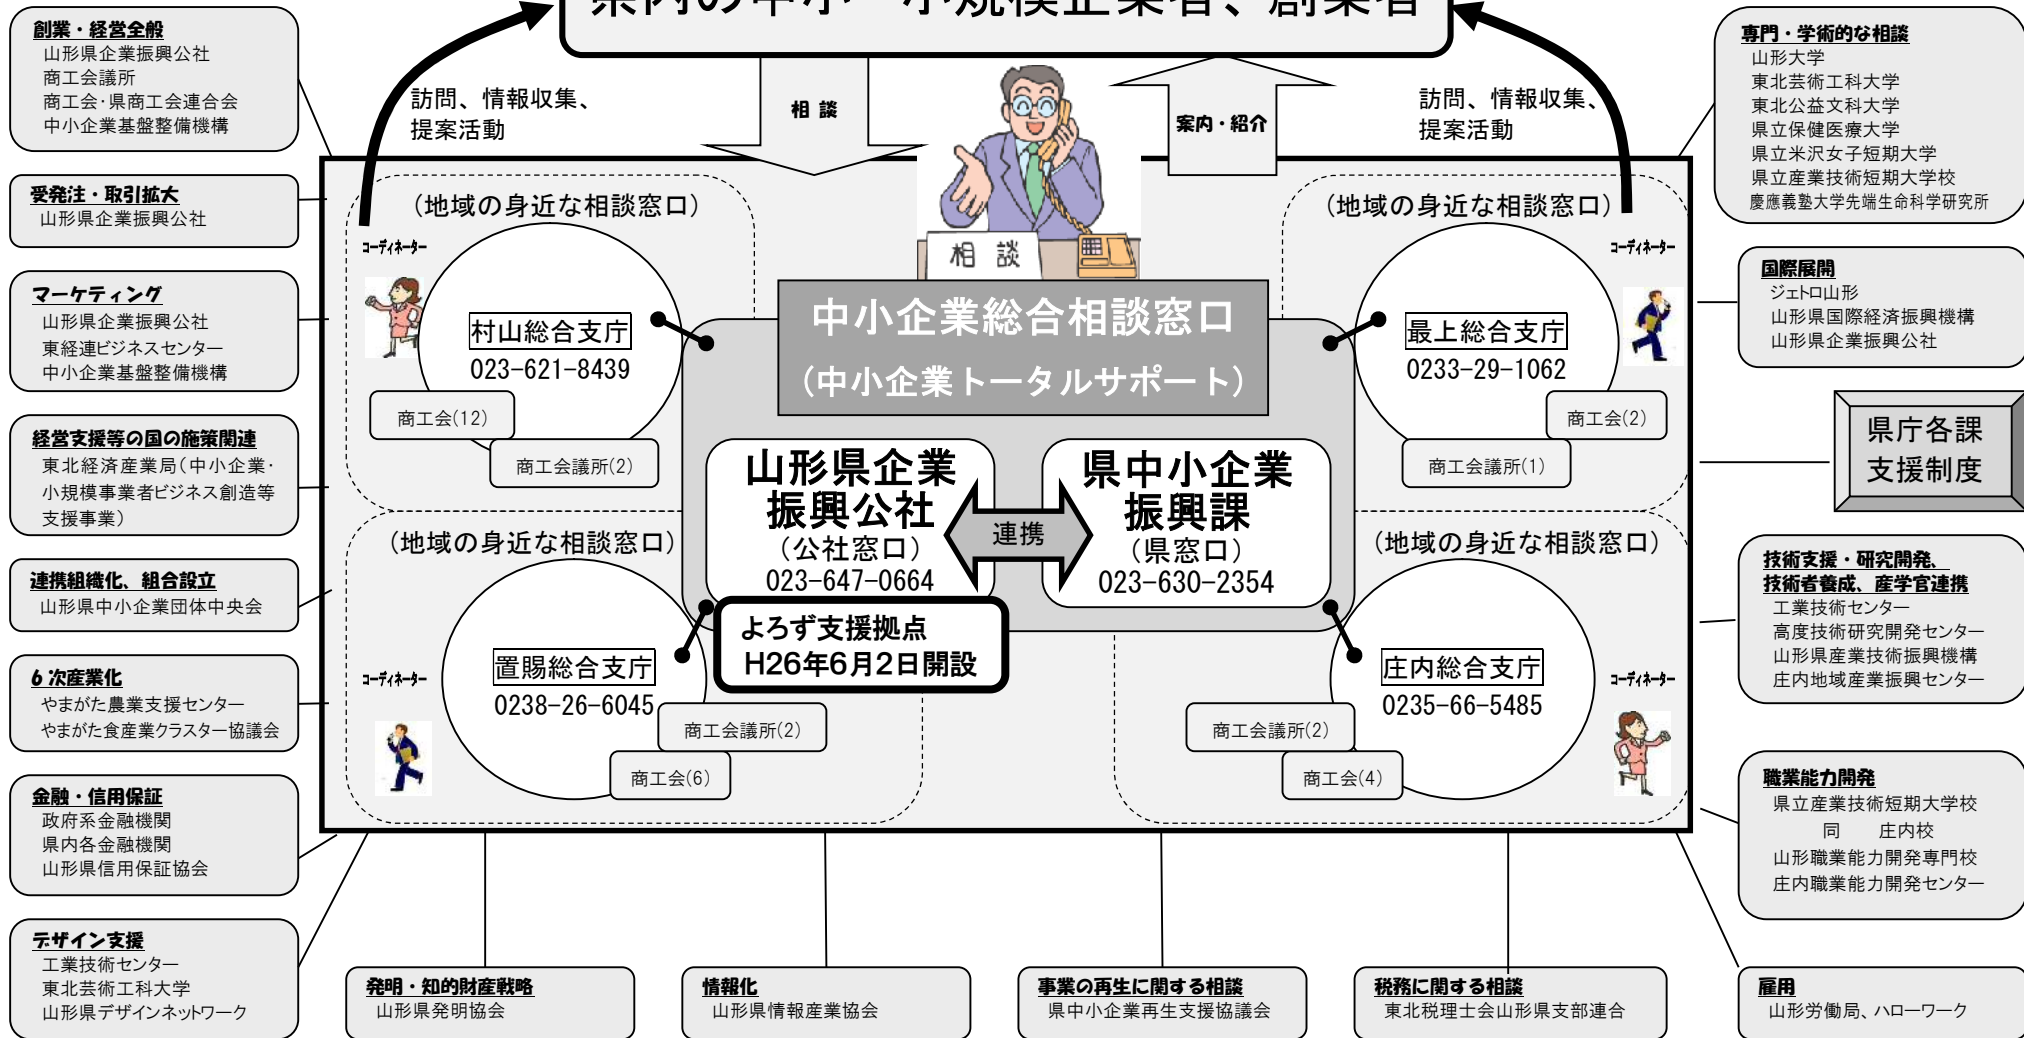 県内の中小・小規模企業者、創業者
創業・経営全般
山形県企業振興公社
商工会議所
商工会・県商工会連合会
中小企業基盤整備機構
受発注・取引拡大
山形県企業振興公社
マーケティング
山形県企業振興公社
東経連ビジネスセンター
中小企業基盤整備機構
経営支援等の国の施策関連
東北経済産業局(中小企業・
小規模事業者ビジネス創造等
支援事業)
連携組織化、組合設立
山形県中小企業団体中央会
6次産業化
やまがた農業支援センター
やまがた食産業クラスター協議会
金融・信用保証
政府系金融機関
県内各金融機関
山形県信用保証協会
デザイン支援
工業技術センター
東北芸術工科大学
山形県デザインネットワーク
訪問、情報収集、
提案活動
相 談
案内・紹介
訪問、情報収集、
提案活動
相 談
(地域の身近な相談窓口)
コーディネーター
村山総合支庁
023-621-8439
商工会(12)
商工会議所(2)
(地域の身近な相談窓口)
コーディネーター
最上総合支庁
0233-29-1062
商工会(2)
商工会議所(1)
中小企業総合相談窓口
(中小企業トータルサポート)
山形県企業
振興公社
(公社窓口)
023-647-0664
連携
県中小企業
振興課
(県窓口)
023-630-2354
よろず支援拠点
H26年6月2日開設
(地域の身近な相談窓口)
コーディネーター
置賜総合支庁
0238-26-6045
商工会議所(2)
商工会(6)
(地域の身近な相談窓口)
コーディネーター
庄内総合支庁
0235-66-5485
商工会議所(2)
商工会(4)
専門・学術的な相談
山形大学
東北芸術工科大学
東北公益文科大学
県立保健医療大学
県立米沢女子短期大学
県立産業技術短期大学校
慶應義塾大学先端生命科学研究所
国際展開
ジェトロ山形
山形県国際経済振興機構
山形県企業振興公社
県庁各課
支援制度
技術支援・研究開発、
技術者養成、産学官連携
工業技術センター
高度技術研究開発センター
山形県産業技術振興機構
庄内地域産業振興センター
職業能力開発
県立産業技術短期大学校
同 庄内校
山形職業能力開発専門校
庄内職業能力開発センター
発明・知的財産戦略
山形県発明協会
情報化
山形県情報産業協会
事業の再生に関する相談
県中小企業再生支援協議会
税務に関する相談
東北税理士会山形県支部連合
雇用
山形労働局、ハローワーク